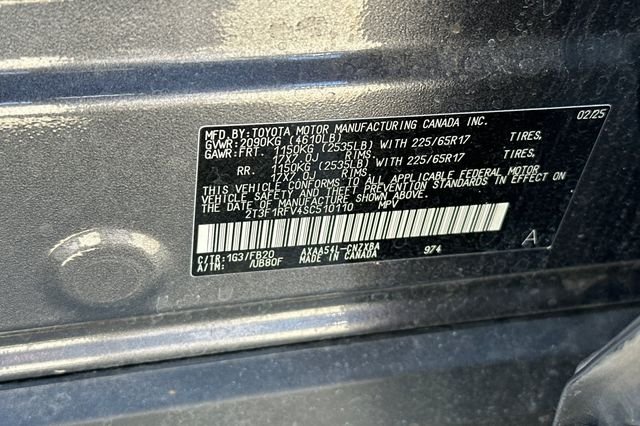 MFD. BY: TOYOTA MOTOR MANUFACTURING CANADA INC. 02/25
GVWR: 2090KG (4610LB)
GAWR: FRT. 1150KG (2535LB) WITH 225/65R17 TIRES,
17X7.0J RIMS.
RR. 1150KG (2535LB) WITH 225/65R17 TIRES,
17X7.0J RIMS.
THIS VEHICLE CONFORMS TO ALL APPLICABLE FEDERAL MOTOR
VEHICLE SAFETY AND THEFT PREVENTION STANDARDS IN EFFECT ON
THE DATE OF MANUFACTURE SHOWN ABOVE.
2T3F1RFV4SC510110 MPV
C/TR: 1G3/FB20 AXAA54L-CNZXBA 974 A
A/TM: /UB80F MADE IN CANADA